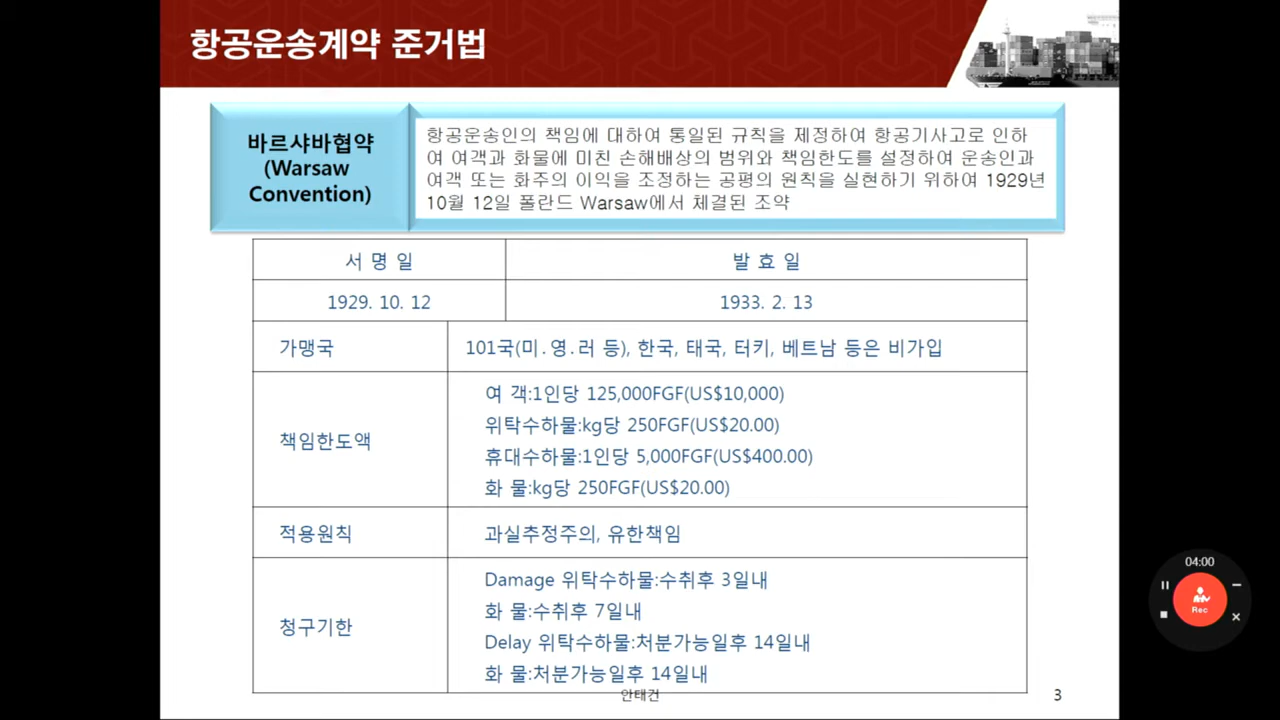 항공운송계약 준거법
바르샤바협약
(Warsaw
Convention)
항공운송인의 책임에 대하여 통일된 규칙을 제정하여 항공기사고로 인하
여 여객과 화물에 미친 손해배상의 범위와 책임한도를 설정하여 운송인과
여객 또는 화주의 이익을 조정하는 공평의 원칙을 실현하기 위하여 1929년
10월 12일 폴란드 Warsaw에서 체결된 조약
서 명 일
발 효 일
1929. 10. 12
1933. 2. 13
가맹국
101국(미.영.러 등), 한국, 태국, 터키, 베트남 등은 비가입
책임한도액
여 객:1인당 125,000FGF(US$10,000)
위탁수하물:kg당 250FGF(US$20.00)
휴대수하물:1인당 5,000FGF(US$400.00)
화 물:kg당 250FGF(US$20.00)
적용원칙
과실추정주의, 유한책임
청구기한
Damage 위탁수하물:수취후 3일내
화 물:수취후 7일내
Delay 위탁수하물:처분가능일후 14일내
화 물:처분가능일후 14일내
안태건
3
04:00
Rec